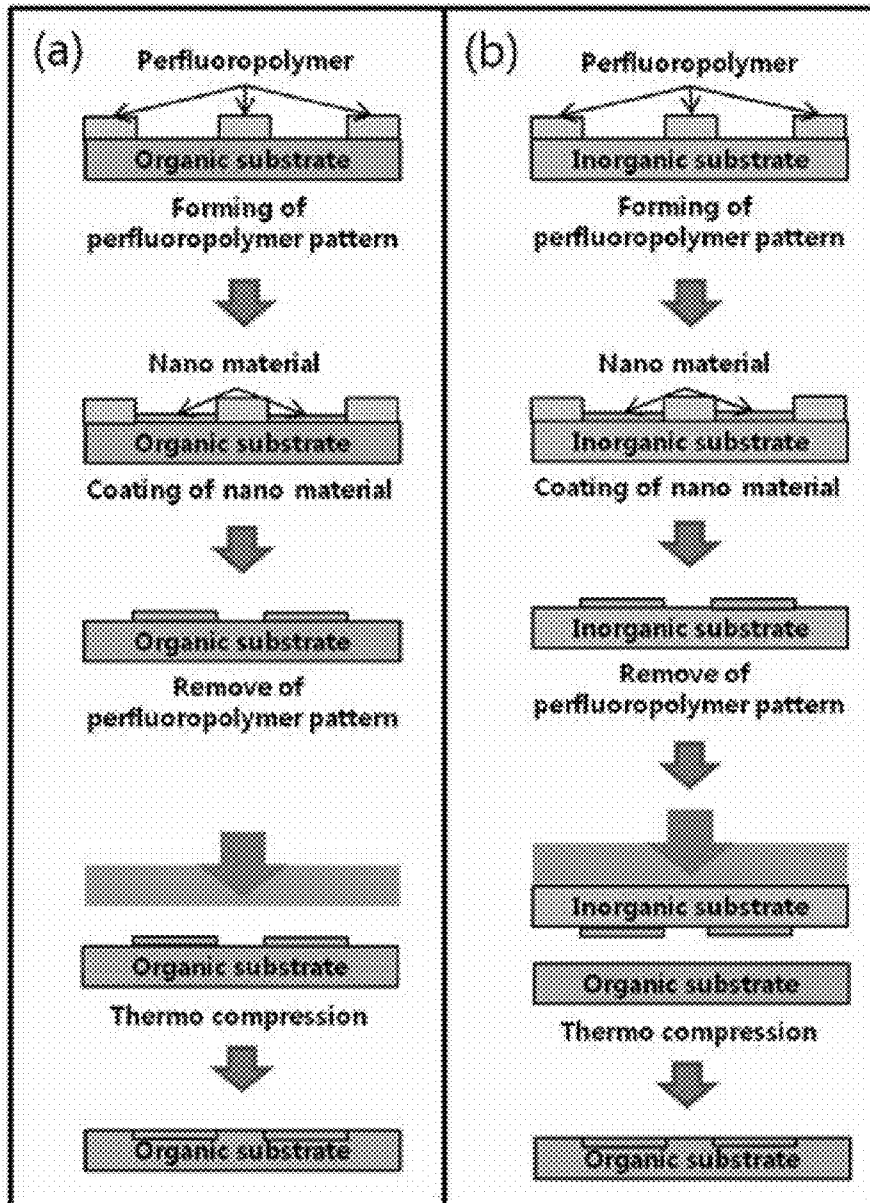 (a)
Perfluoropolymer
Organic substrate
Forming of
perfluoropolymer pattern
Nano material
Organic substrate
Coating of nano material
Organic substrate
Remove of
perfluoropolymer pattern
Organic substrate
Thermo compression
Organic substrate
(b)
Perfluoropolymer
Inorganic substrate
Forming of
perfluoropolymer pattern
Nano material
Inorganic substrate
Coating of nano material
Inorganic substrate
Remove of
perfluoropolymer pattern
Inorganic substrate
Organic substrate
Thermo compression
Organic substrate